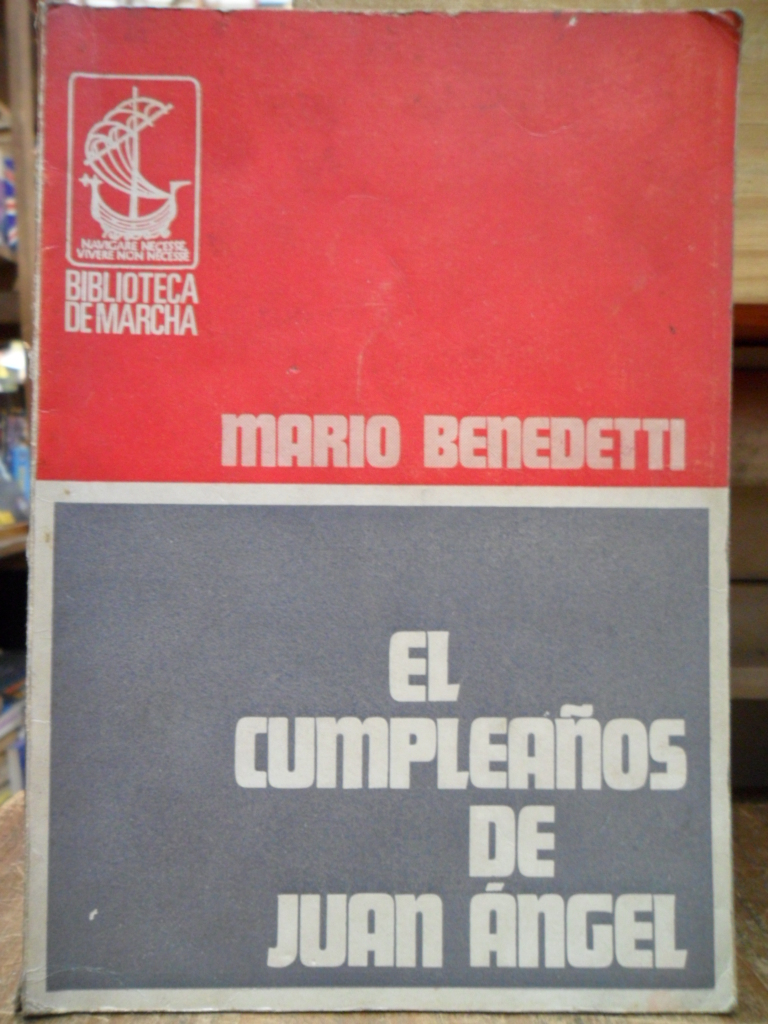 NAVIGARE NECESSE,
VIVERE NON NECESSE
BIBLIOTECA
DE MARCHA
MARIO BENEDETTI
EL
CUMPLEAÑOS
DE
JUAN ÁNGEL